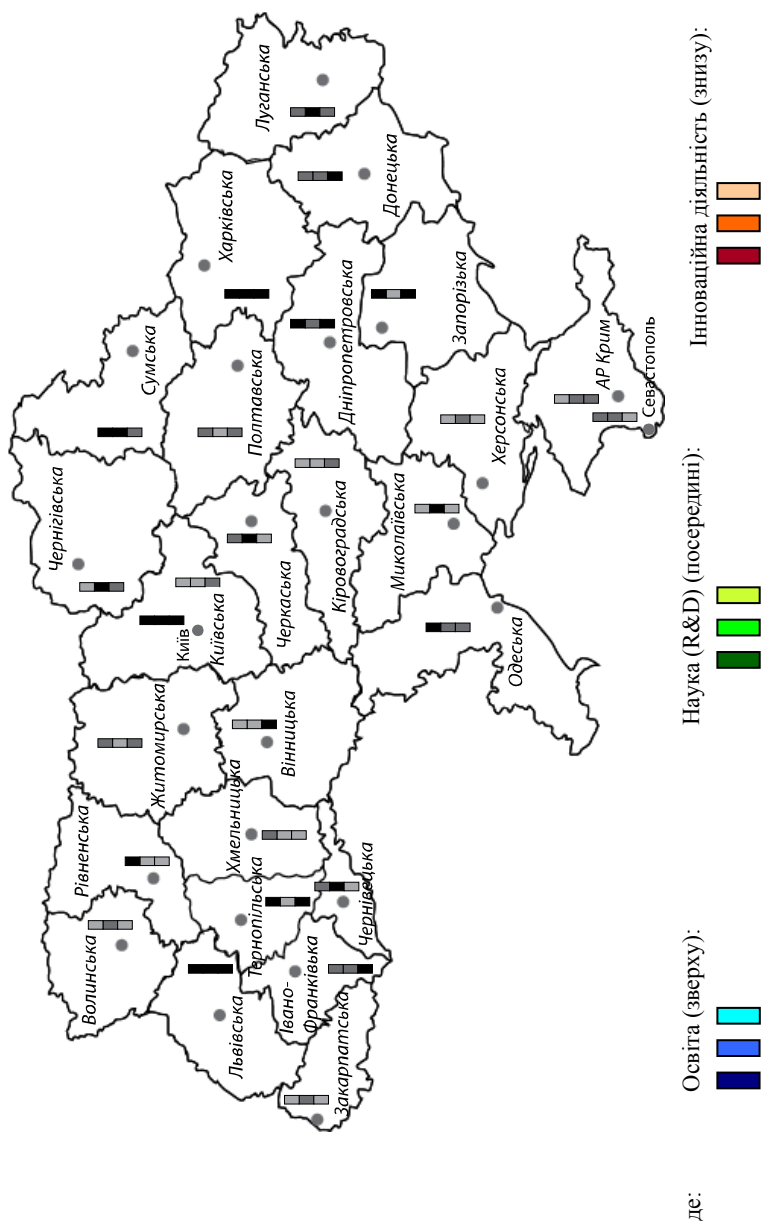 Чернігівська
Рівненська
Волинська
Сумська
Житомирська
Київ
Київська
Харківська
Львівська
Хмельницька
Полтавська
Тернопільська
Луганська
Черкаська
Вінницька
Івано-
Франківька
Кіровоградська
Закарпатська
Дніпропетровська
Чернівецька
Донецька
Миколаївська
Запорізька
Херсонська
Одеська
АР Крим
Севастополь
де: Освіта (зверху): Наука (R&D) (посередині): Інноваційна діяльність (знизу):